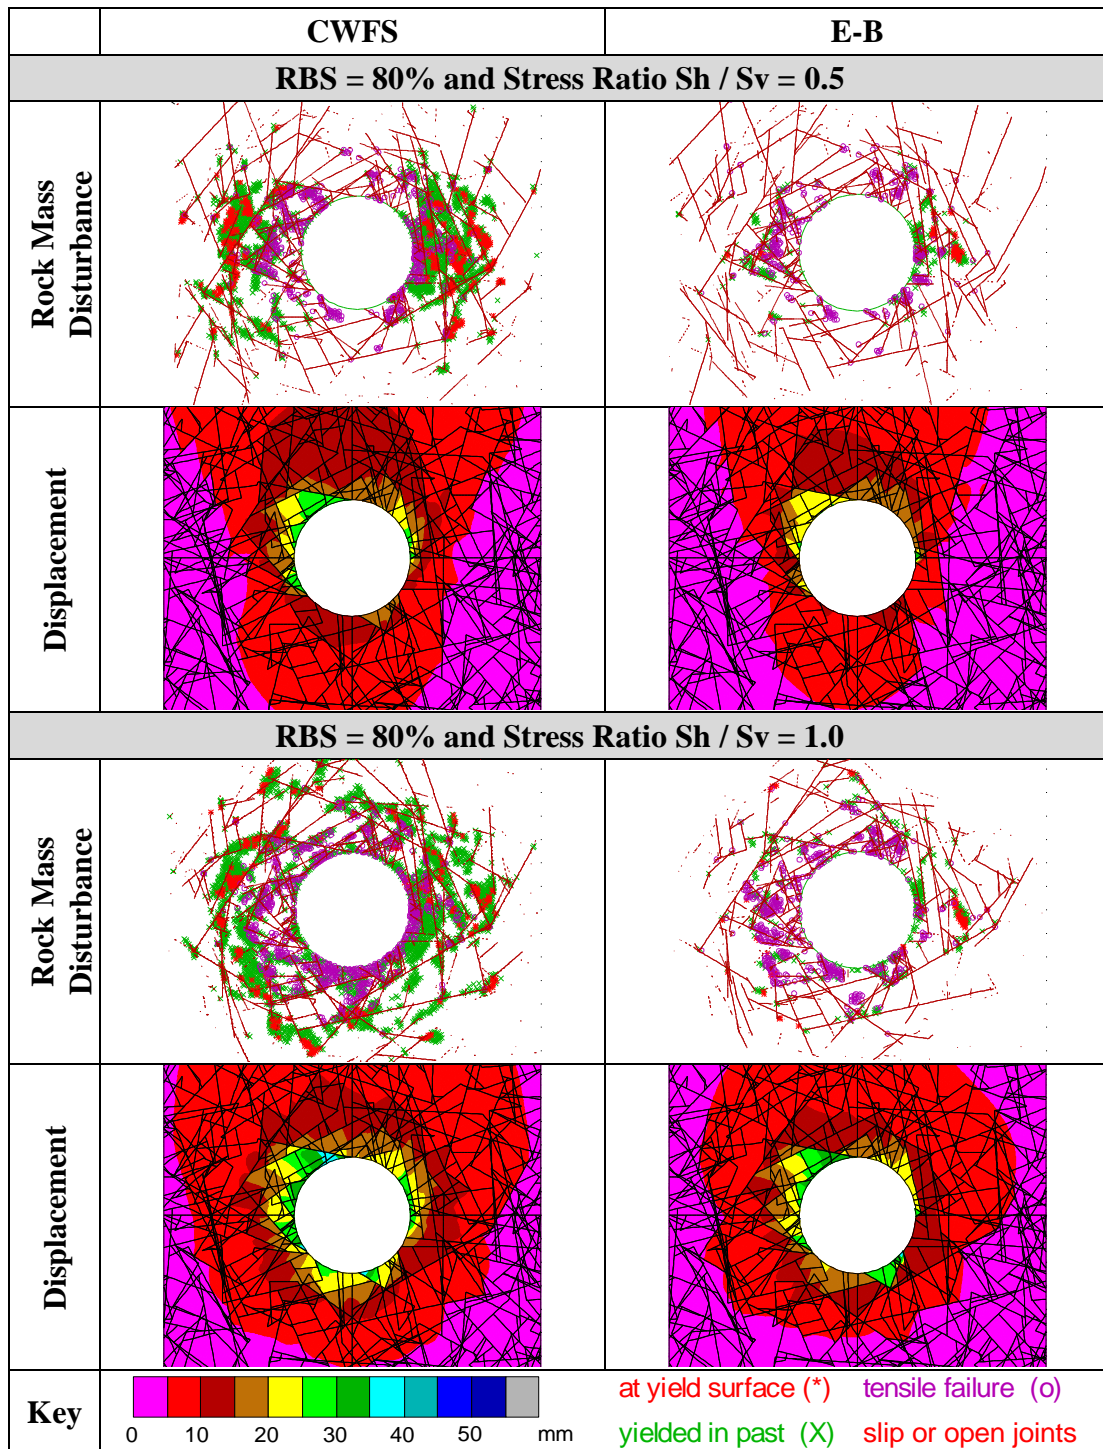 CWFS E-B
RBS = 80% and Stress Ratio Sh / Sv = 0.5
Rock Mass
Disturbance
Displacement
RBS = 80% and Stress Ratio Sh / Sv = 1.0
Rock Mass
Disturbance
Displacement
Key
0 10 20 30 40 50 mm
at yield surface (*) tensile failure (o)
yielded in past (X) slip or open joints